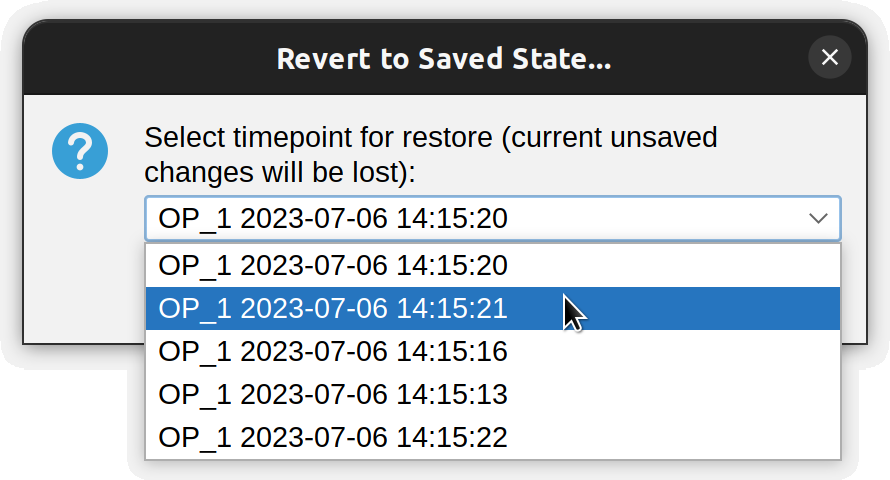 Revert to Saved State...
Select timepoint for restore (current unsaved
changes will be lost):
OP_1 2023-07-06 14:15:20
OP_1 2023-07-06 14:15:20
OP_1 2023-07-06 14:15:21
OP_1 2023-07-06 14:15:16
OP_1 2023-07-06 14:15:13
OP_1 2023-07-06 14:15:22